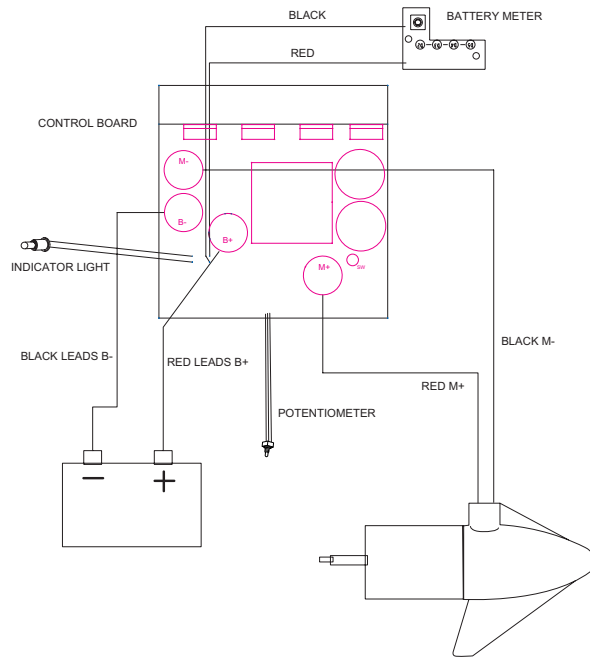 BLACK
BATTERY METER
RED
CONTROL BOARD
M-
B-
B+
INDICATOR LIGHT
M+
SW
BLACK LEADS B-
RED LEADS B+
BLACK M-
RED M+
POTENTIOMETER
− +